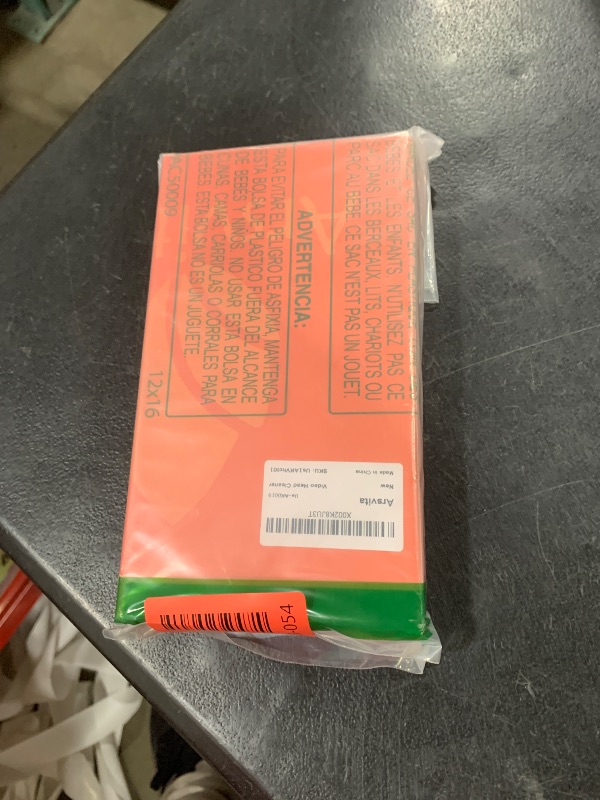 SÉ DANS LES BERCEAUX, LITS, CHARIOTS OU
PARC AU BEBE. CE SAC N'EST PAS UN JOUET.
ET LES ENFANTS, N'UTILISEZ PAS CE
ADVERTENCIA:
PARA EVITAR EL PELIGRO DE ASFIXIA, MANTENGA
ESTA BOLSA DE PLASTICO FUERA DEL ALCANCE
DE BEBES Y NIÑOS. NO USAR ESTA BOLSA EN
CUNAS, CAMAS, CARRIOLAS O CORRALES PARA
BEBES. ESTA BOLSA NO ES UN JUGUETE.
12x16
X002K8JU3T
Arsvita
Video Head Cleaner
New
Made in China